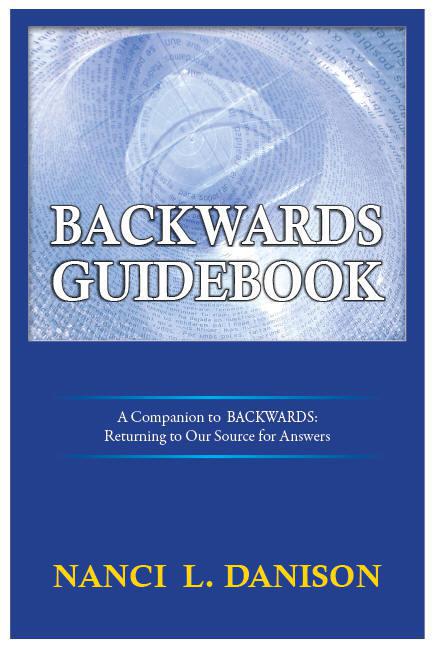 BACKWARDS
GUIDEBOOK
A Companion to BACKWARDS:
Returning to Our Source for Answers
NANCI L. DANISON